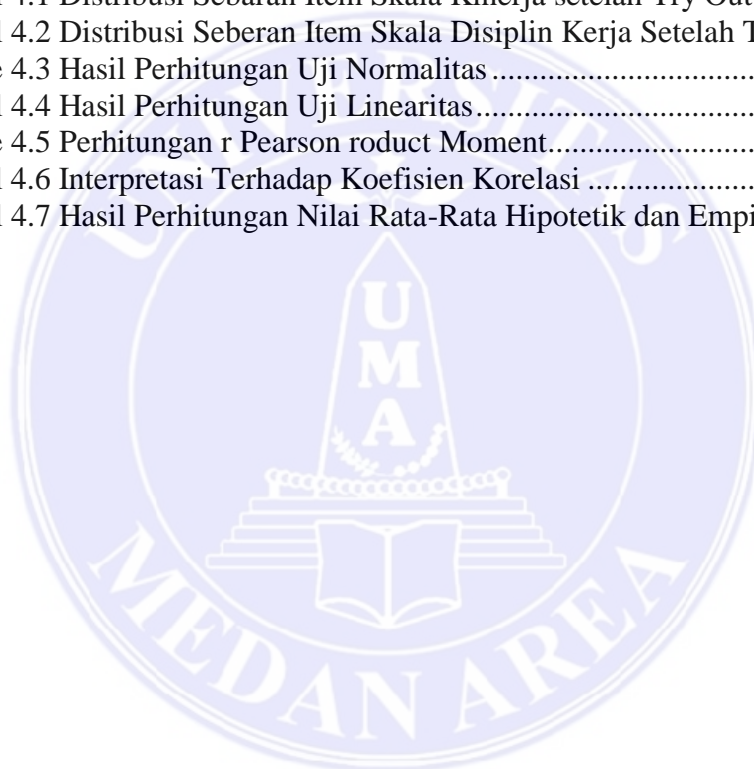 4.1 Distribusi Sebaran Item Skala Kinerja setelah Try Out
4.2 Distribusi Seberan Item Skala Disiplin Kerja Setelah T
4.3 Hasil Perhitungan Uji Normalitas
4.4 Hasil Perhitungan Uji Linearitas
4.5 Perhitungan r Pearson roduct Moment
4.6 Interpretasi Terhadap Koefisien Korelasi
4.7 Hasil Perhitungan Nilai Rata-Rata Hipotetik dan Empi
UNIVERSITAS
U
M
A
MEDAN AREA